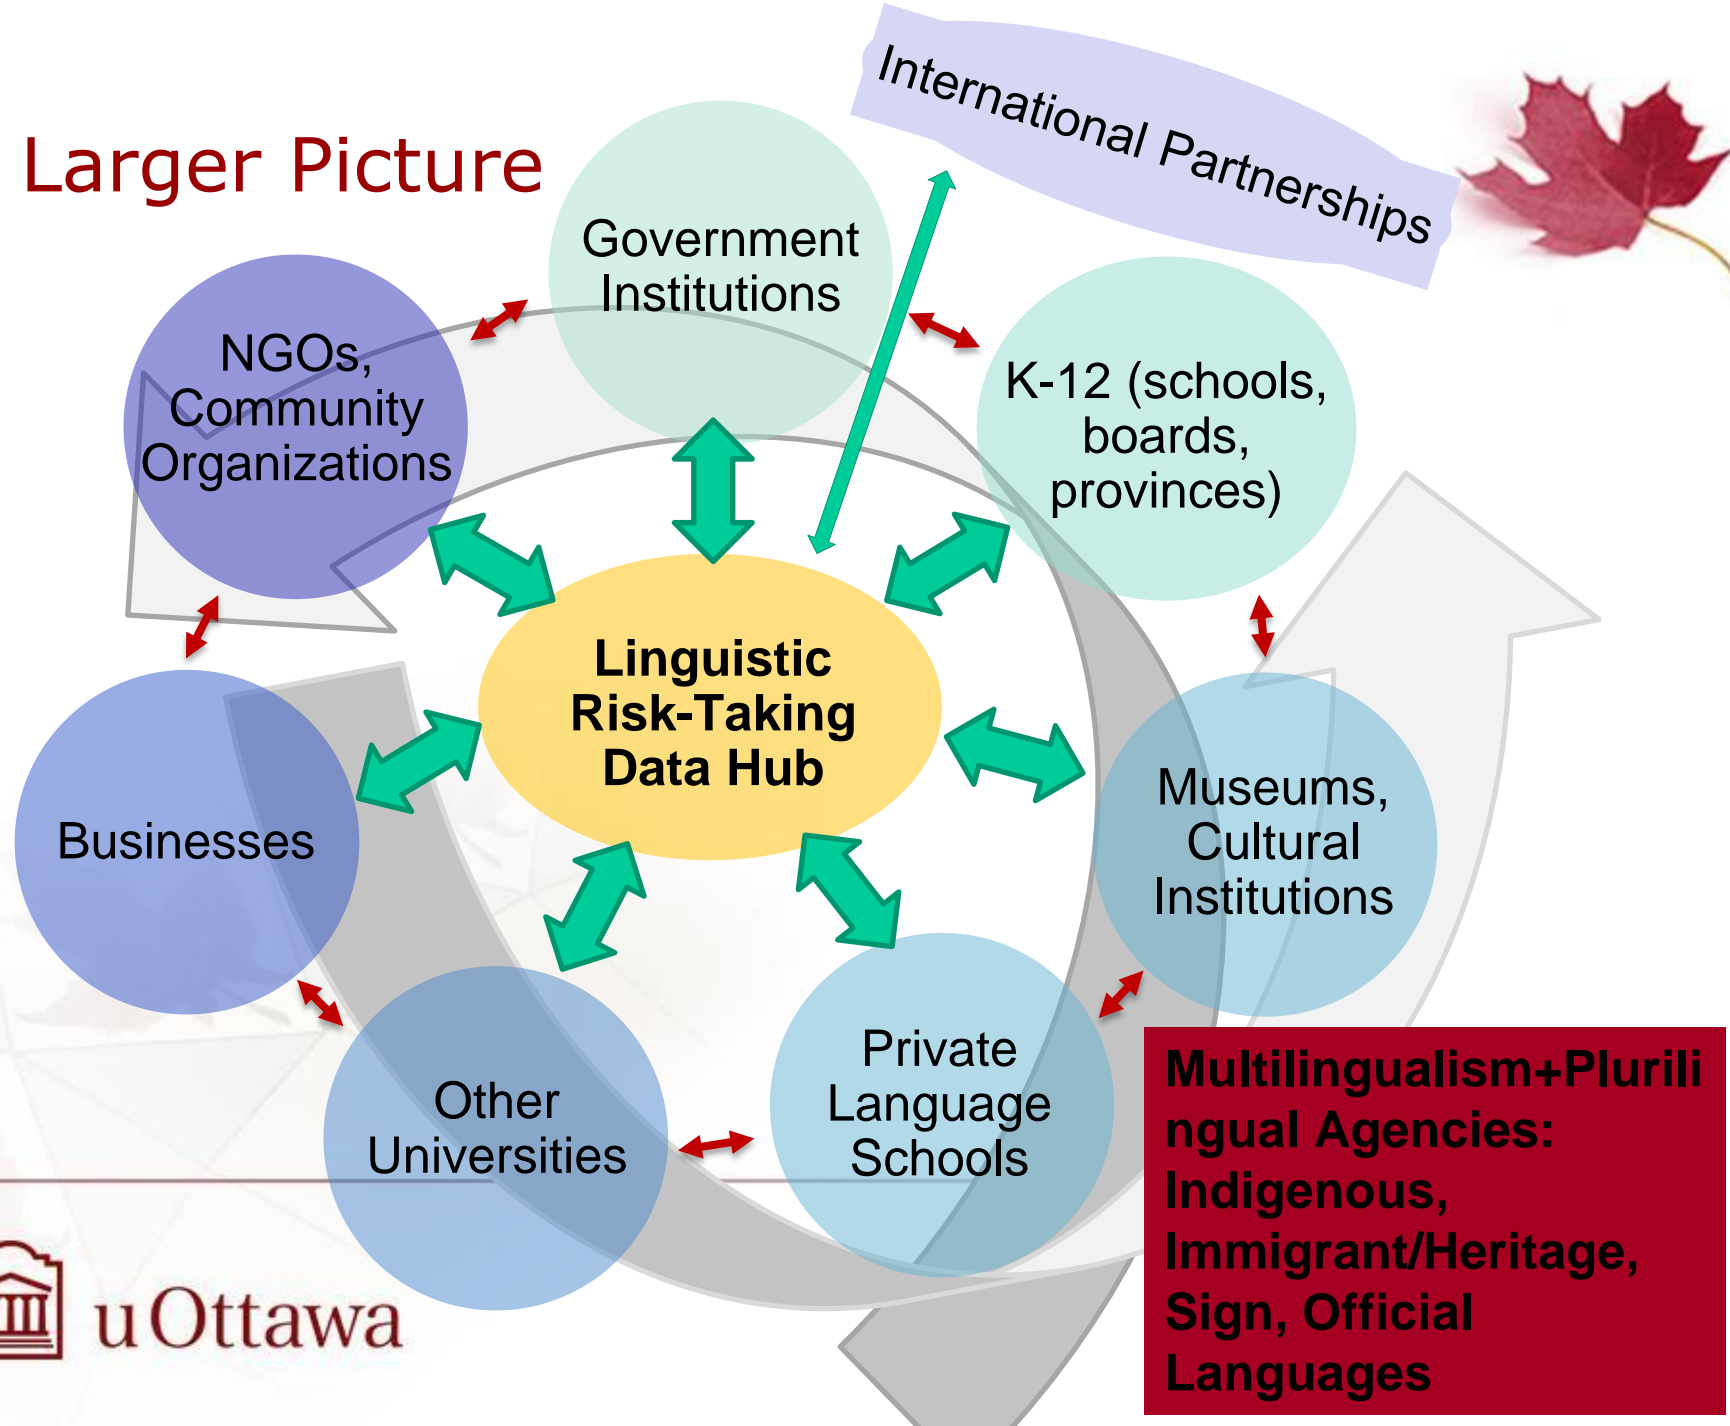 International Partnerships
Larger Picture
Government
Institutions
NGOs,
Community
Organizations
K-12 (schools,
boards,
provinces)
Linguistic
Risk-Taking
Data Hub
Businesses
Museums,
Cultural
Institutions
Other
Universities
Private
Language
Schools
Multilingualism+Plurili
ngual Agencies:
Indigenous,
Immigrant/Heritage,
Sign, Official
Languages
uOttawa